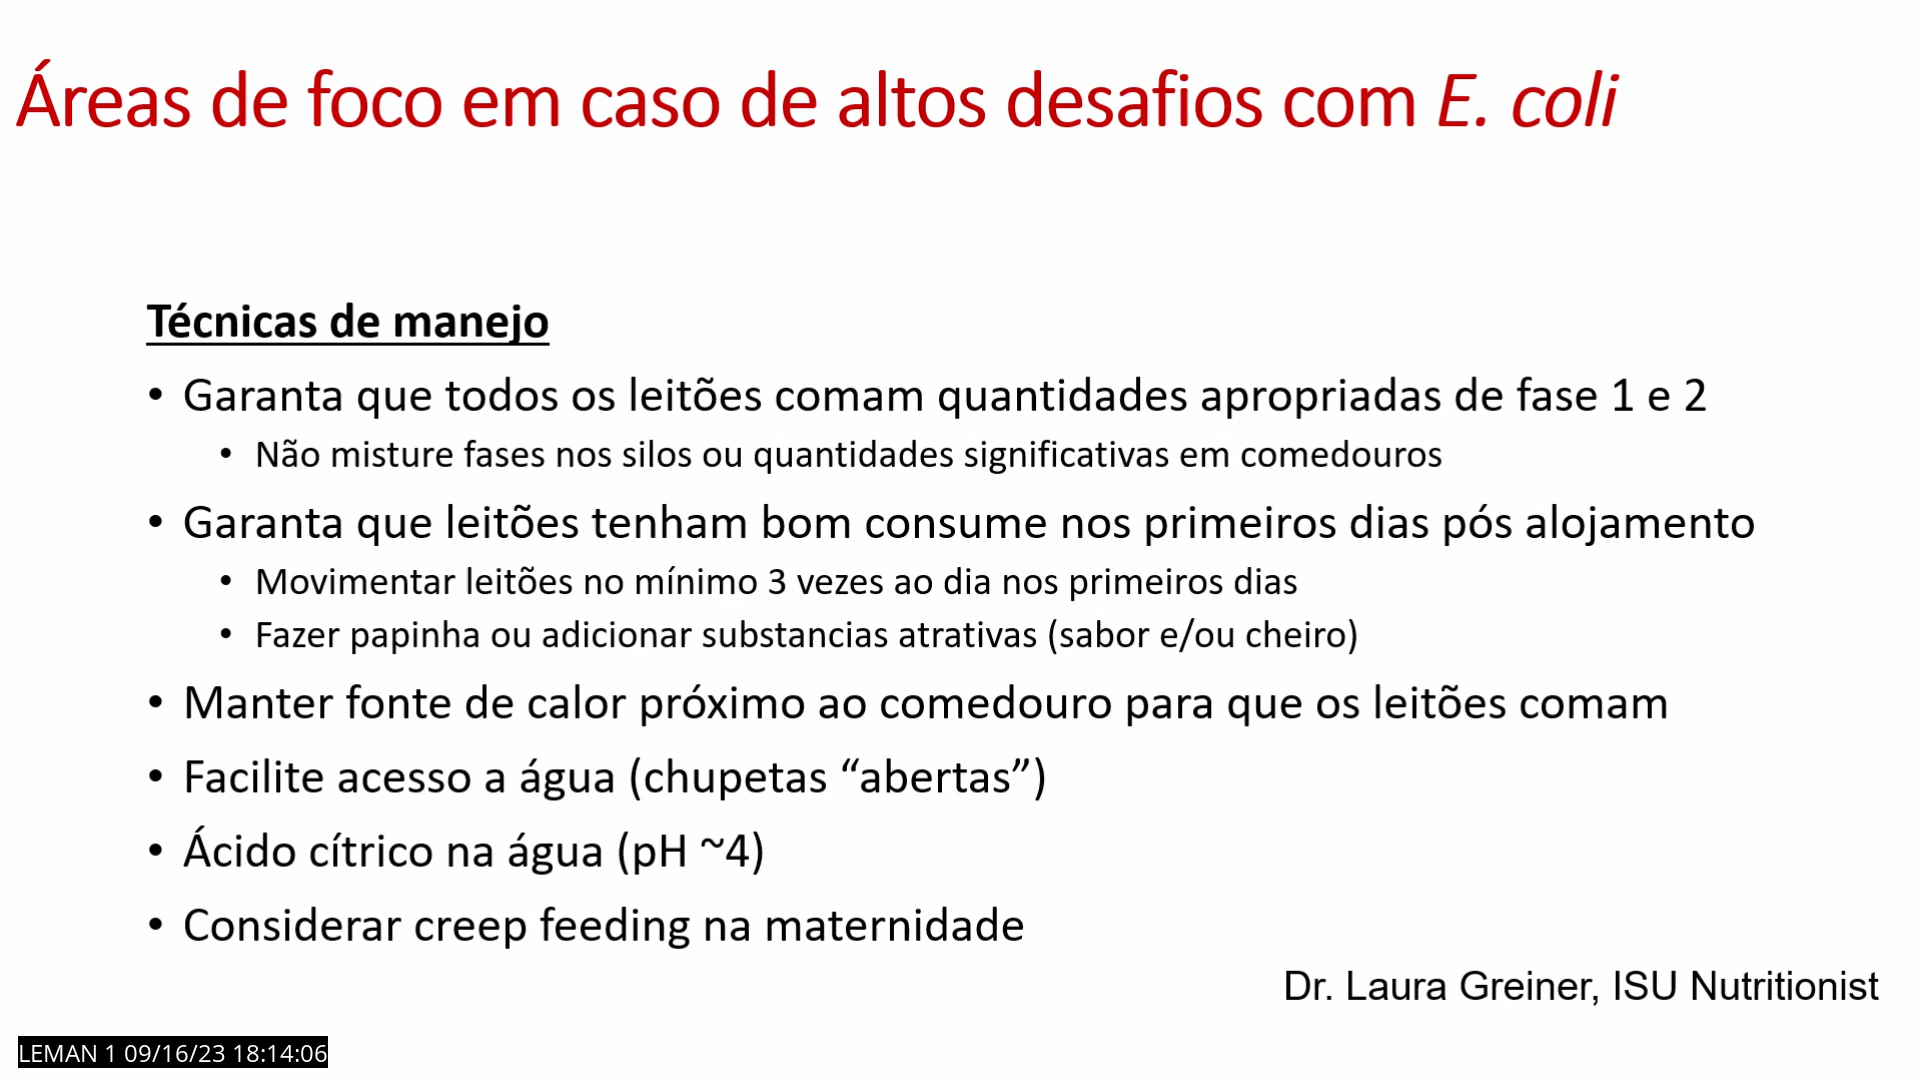 Áreas de foco em caso de altos desafios com E. coli
Técnicas de manejo
• Garanta que todos os leitões comam quantidades apropriadas de fase 1 e 2
• Não misture fases nos silos ou quantidades significativas em comedouros
• Garanta que leitões tenham bom consume nos primeiros dias pós alojamento
• Movimentar leitões no mínimo 3 vezes ao dia nos primeiros dias
• Fazer papinha ou adicionar substancias atrativas (sabor e/ou cheiro)
• Manter fonte de calor próximo ao comedouro para que os leitões comam
• Facilite acesso a água (chupetas “abertas”)
• Ácido cítrico na água (pH ~4)
• Considerar creep feeding na maternidade
Dr. Laura Greiner, ISU Nutritionist
LEMAN 1 09/16/23 18:14:06